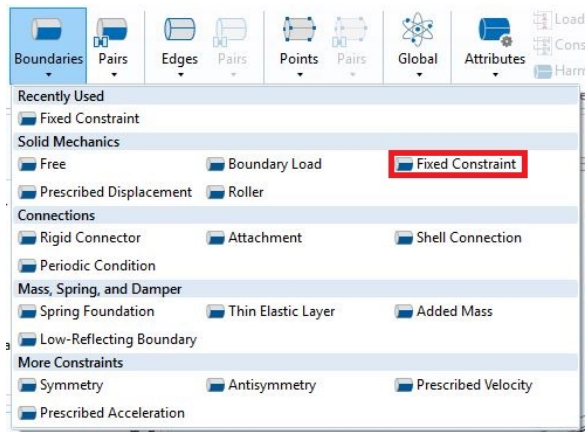 Load
Cons
Boundaries Pairs Edges Pairs Points Pairs Global Attributes
Harm
Recently Used
Fixed Constraint
Solid Mechanics
Free Boundary Load Fixed Constraint
Prescribed Displacement Roller
Connections
Rigid Connector Attachment Shell Connection
Periodic Condition
Mass, Spring, and Damper
Spring Foundation Thin Elastic Layer Added Mass
Low-Reflecting Boundary
More Constraints
Symmetry Antisymmetry Prescribed Velocity
Prescribed Acceleration